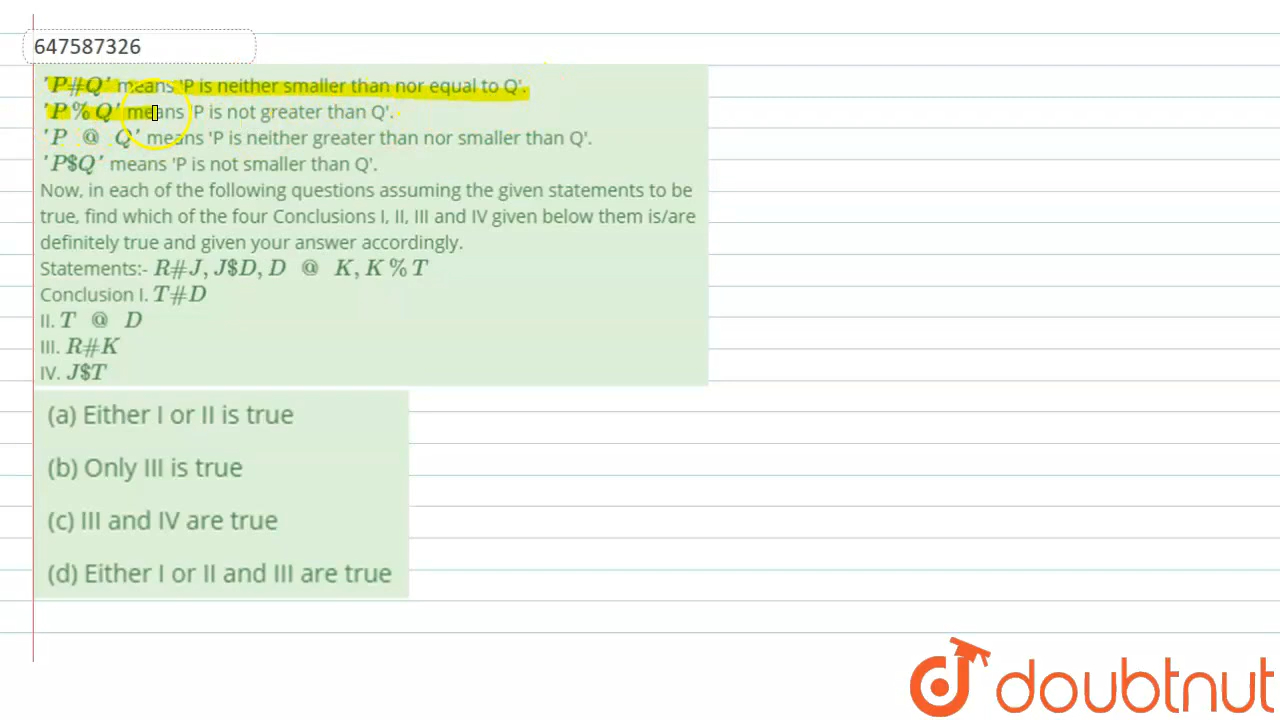 647587326
'P#Q' means 'P is neither smaller than nor equal to Q'.
'P % Q' means 'P is not greater than Q'.
'P @ Q' means 'P is neither greater than nor smaller than Q'.
'P$Q' means 'P is not smaller than Q'.
Now, in each of the following questions assuming the given statements to be
true, find which of the four Conclusions I, II, III and IV given below them is/are
definitely true and given your answer accordingly.
Statements:- R#J, J$D, D @ K, K % T
Conclusion I. T#D
II. T @ D
III. R#K
IV. J$T
(a) Either I or II is true
(b) Only III is true
(c) III and IV are true
(d) Either I or II and III are true
doubtnut